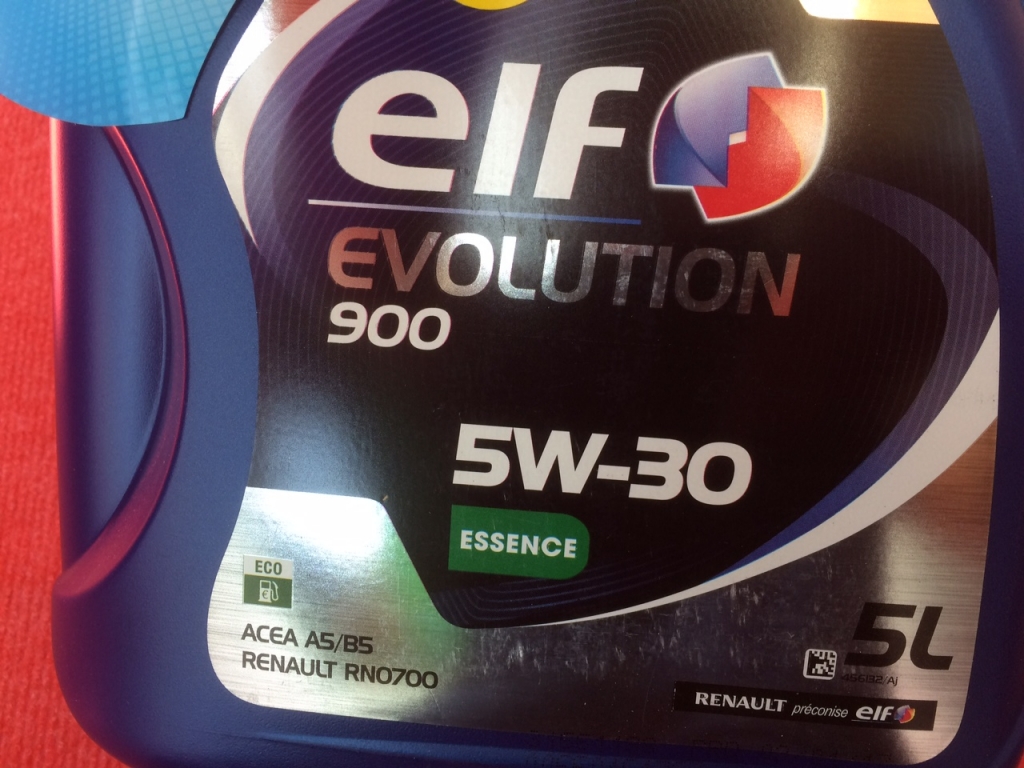 elf
EVOLUTION
900
5W-30
ESSENCE
ECO
€
ACEA A5/B5
RENAULT RN0700
5L
RENAULT préconise elf